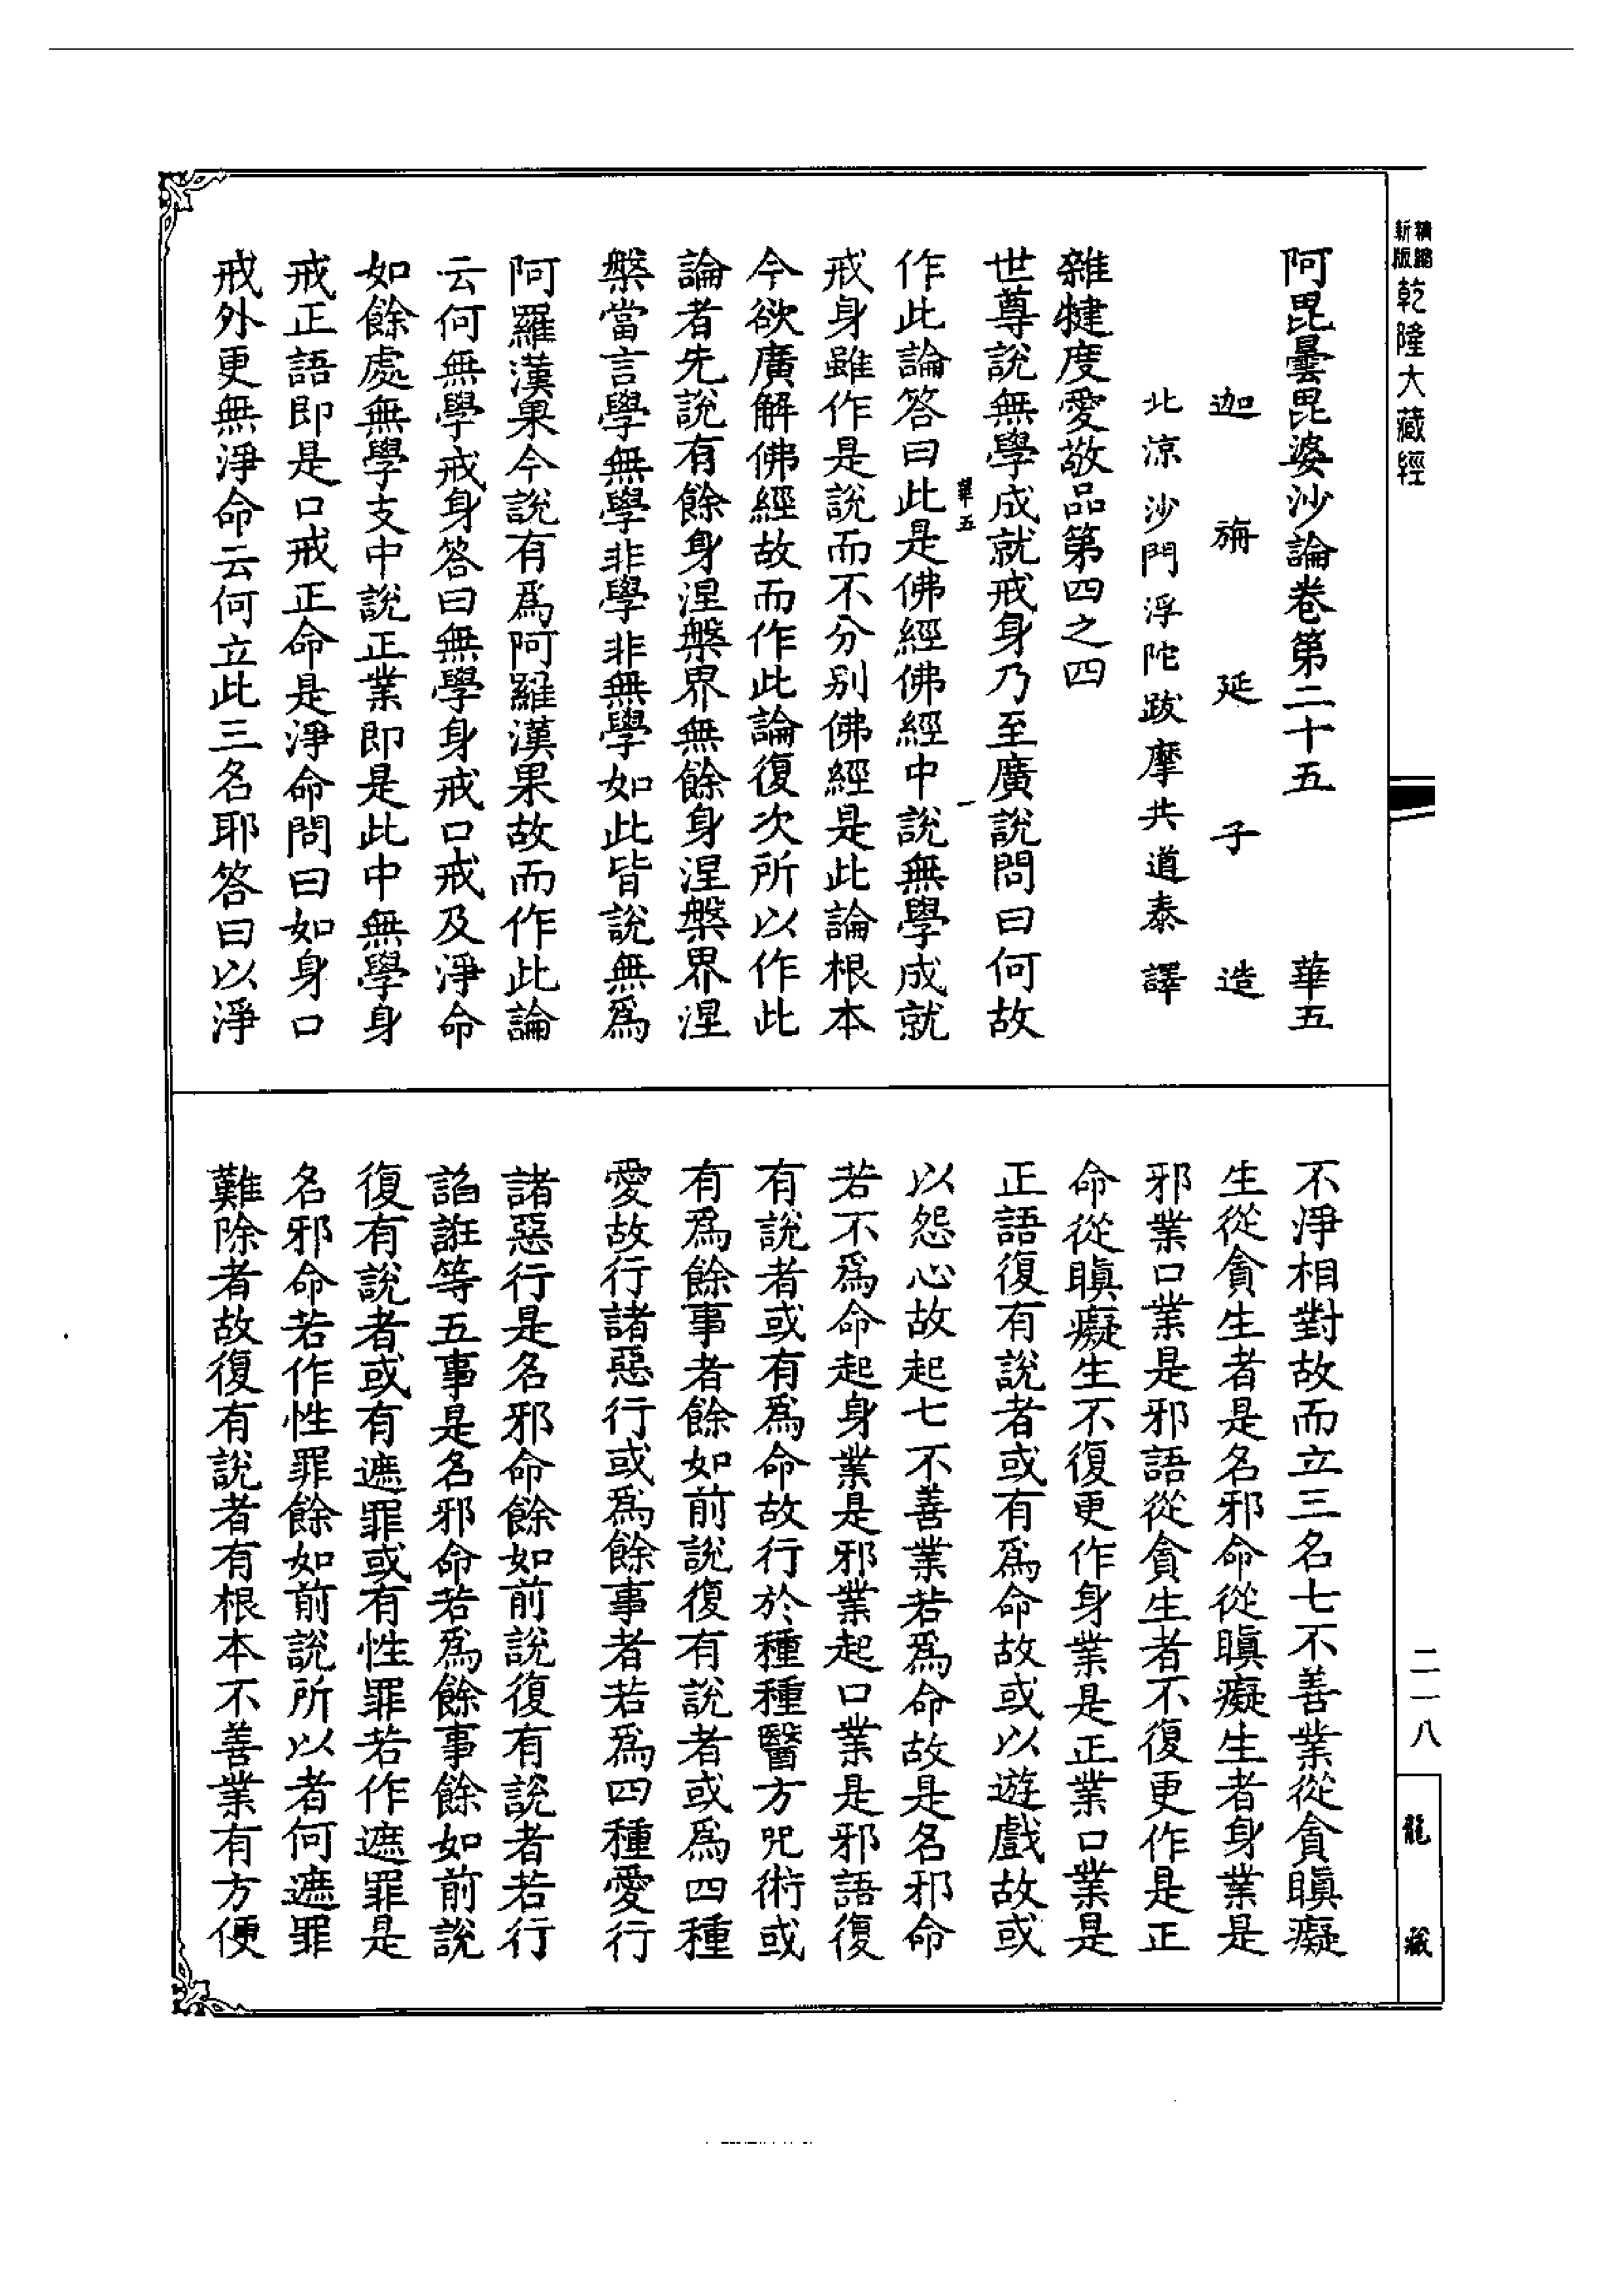 精縮新版乾隆大藏經
阿毘曇毘婆沙論卷第二十五　華五
迦旃延子造
北涼沙門浮陀跋摩共道泰譯
雜犍度愛敬品第四之四
世尊說無學成就戒身乃至廣說問曰何故
華五　一
作此論答曰此是佛經佛經中說無學成就
戒身雖作是說而不分別佛經是此論根本
今欲廣解佛經故而作此論復次所以作此
論者先說有餘身涅槃界無餘身涅槃界涅
槃當言學無學非學非無學如此皆說無為
阿羅漢果今說有為阿羅漢果故而作此論
云何無學戒身答曰無學身戒口戒及淨命
如餘處無學支中說正業即是此中無學身
戒正語即是口戒正命是淨命問曰如身口
戒外更無淨命云何立此三名耶答曰以淨
不淨相對故而立三名七不善業從貪瞋癡
生從貪生者是名邪命從瞋癡生者身業是
邪業口業是邪語從貪生者不復更作是正
命從瞋癡生不復更作身業是正業口業是
正語復有說者或有為命故或以遊戲故或
以怨心故起七不善業若為命故是名邪命
若不為命起身業是邪業起口業是邪語復
有說者或有為命故行於種種醫方呪術或
有為餘事者餘如前說復有說者或為四種
愛故行諸惡行或為餘事者若為四種愛行
諸惡行是名邪命餘如前說復有說者若行
諂誑等五事是名邪命若為餘事餘如前說
復有說者或有遮罪或有性罪若作遮罪是
名邪命若作性罪餘如前說所以者何遮罪
難除者故復有說者有根本不善業有方便
二一八
龍藏